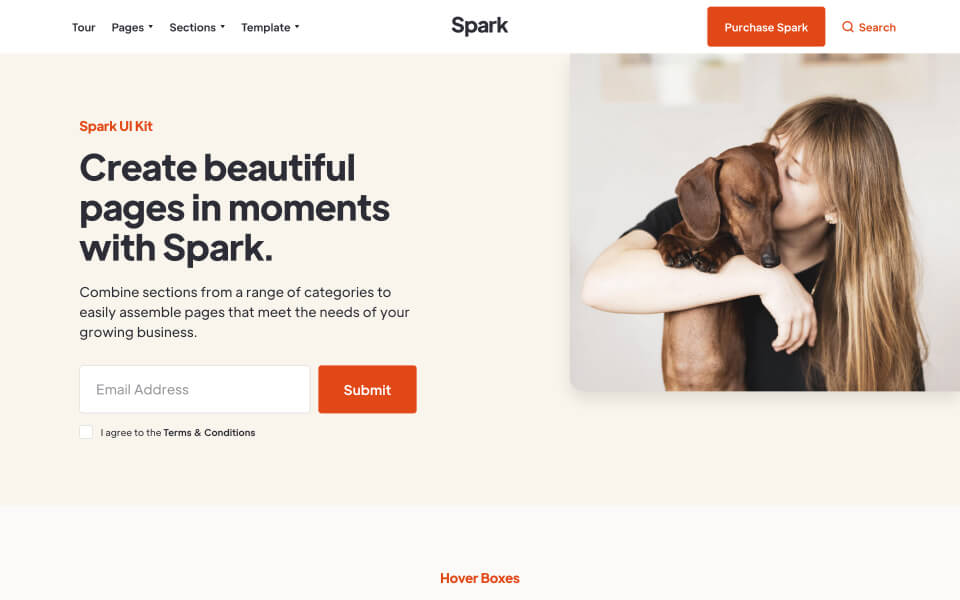 Tour
Pages
Sections
Template
Spark
Purchase Spark
Search
Spark UI Kit
Create beautiful
pages in moments
with Spark.
Combine sections from a range of categories to
easily assemble pages that meet the needs of your
growing business.
Email Address
Submit
I agree to the Terms & Conditions
Hover Boxes